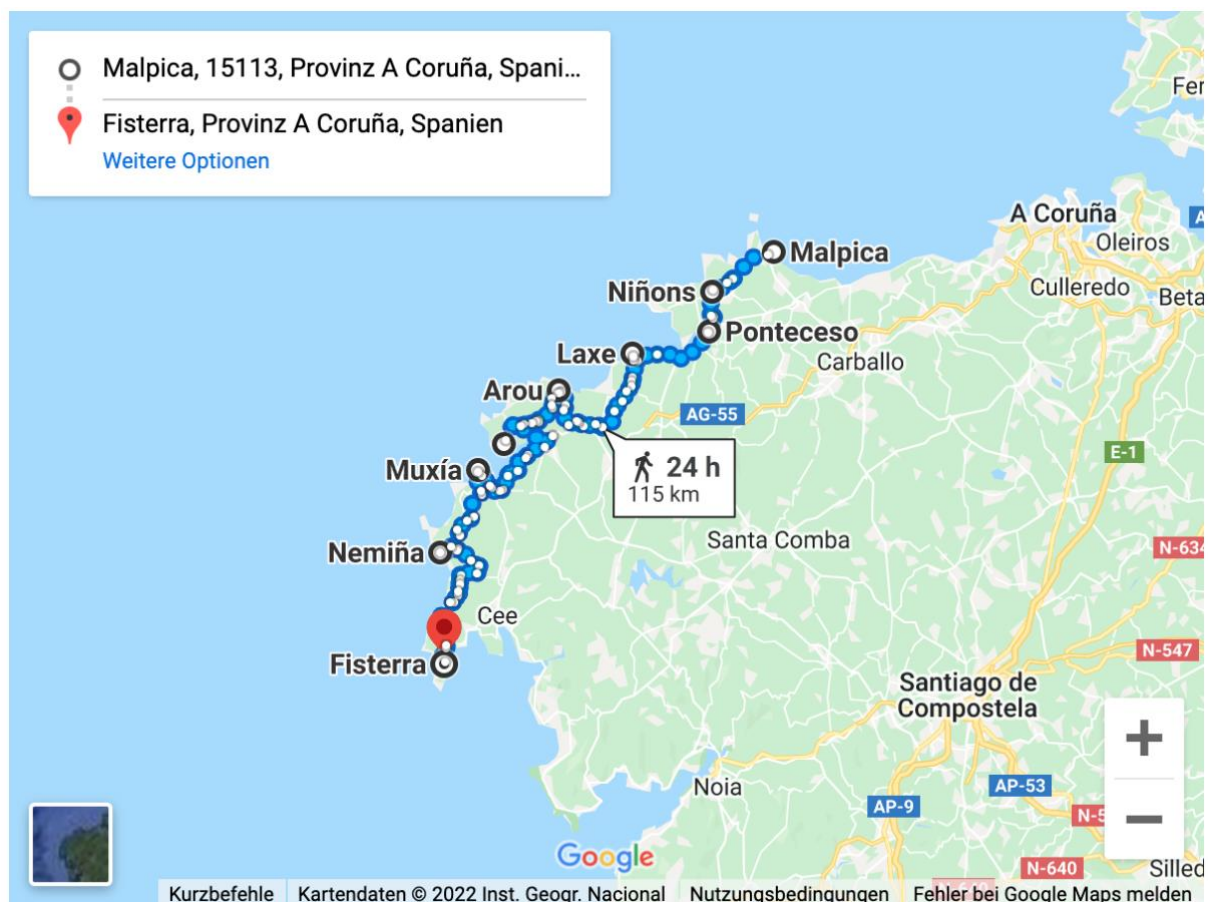 Malpica, 15113, Provinz A Coruña, Spani...
Fisterra, Provinz A Coruña, Spanien
Weitere Optionen
Fer
A Coruña
Oleiros
Malpica
Culleredo
Beta
Niñons
Ponteceso
Laxe
Carballo
Arou
AG-55
E-1
24 h
115 km
Muxía
Santa Comba
N-634
Nemiña
Cee
N-547
Fisterra
Santiago de
Compostela
Noia
AP-53
AP-9
N-640
Silled
Google
Kurzbefehle
Kartendaten © 2022 Inst. Geogr. Nacional
Nutzungsbedingungen
Fehler bei Google Maps melden